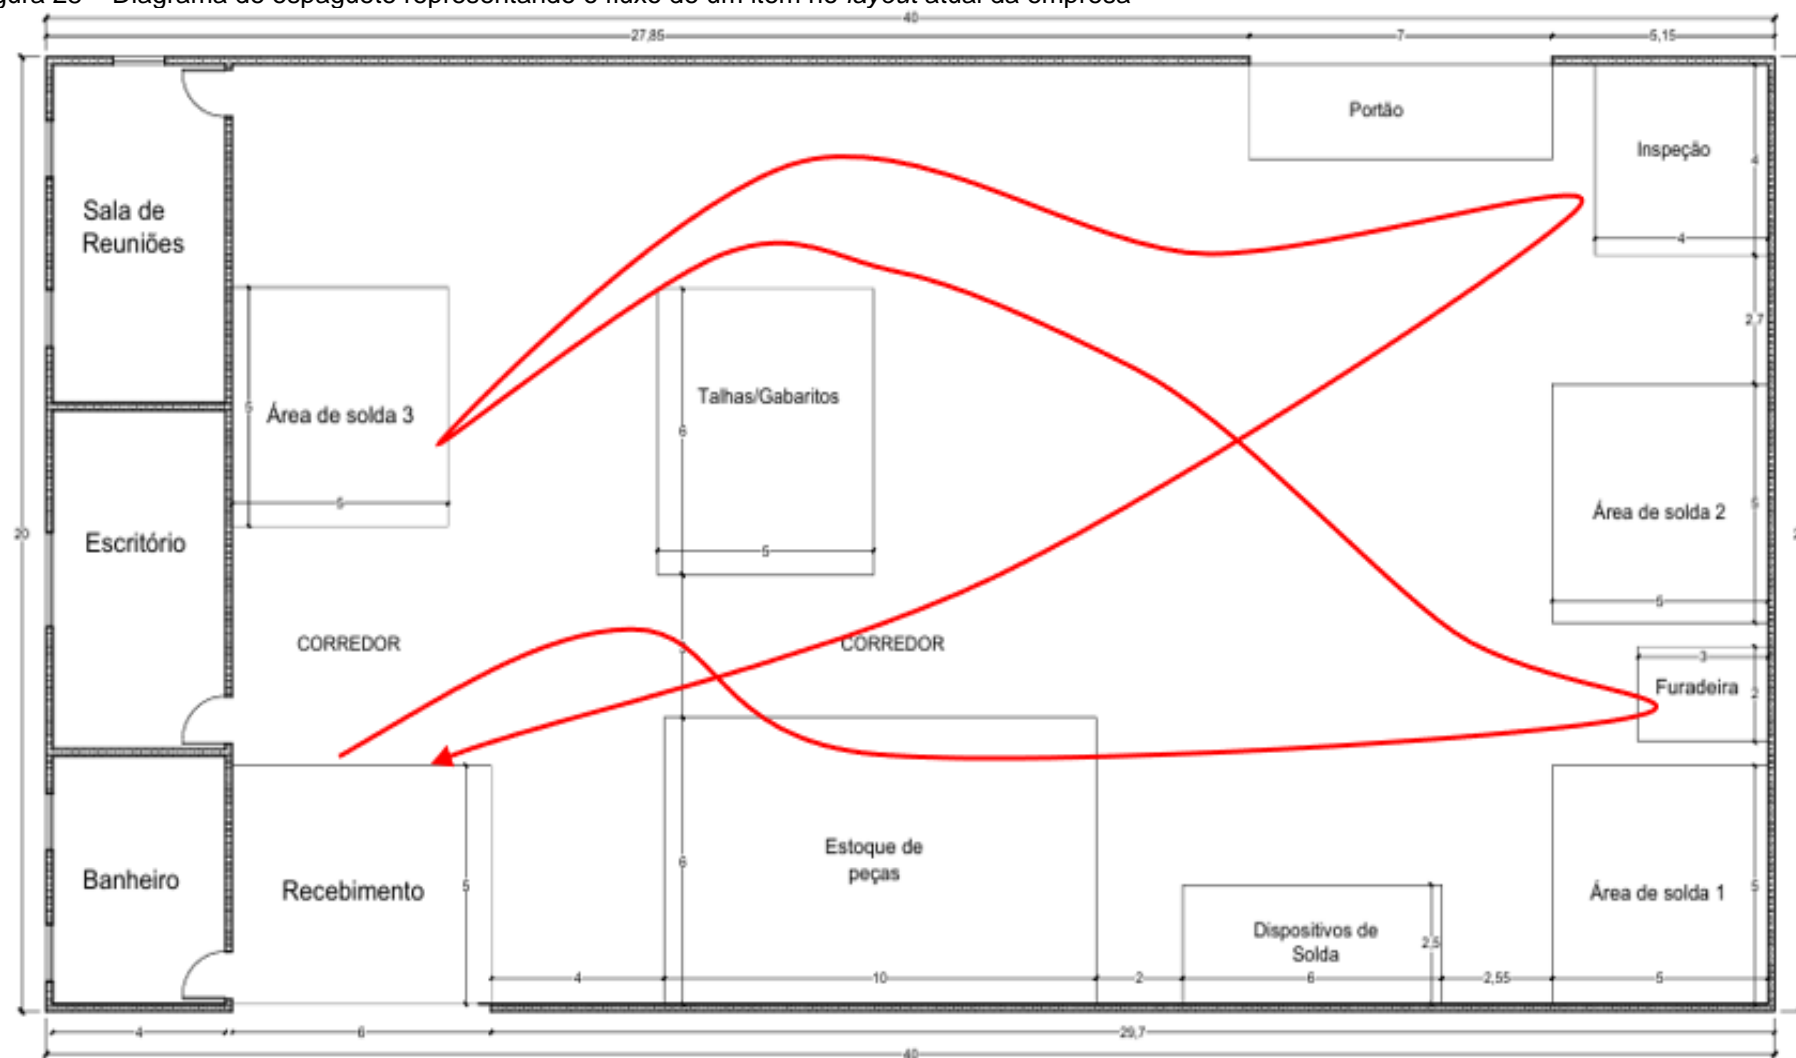 Diagrama de espaguete representando o fluxo de um item no layout atual da empresa
40
27,85
7
5,15
Portão
Inspeção
4
4
Sala de
Reuniões
2,7
Talhas/Gabaritos
Área de solda 3
5
6
5
5
Área de solda 2
5
20
Escritório
5
5
CORREDOR
CORREDOR
3
Furadeira
2
Estoque de
peças
6
Banheiro
Recebimento
5
Área de solda 1
5
Dispositivos de
Solda
2,5
4
10
2
6
2,55
5
4
6
29,7
40